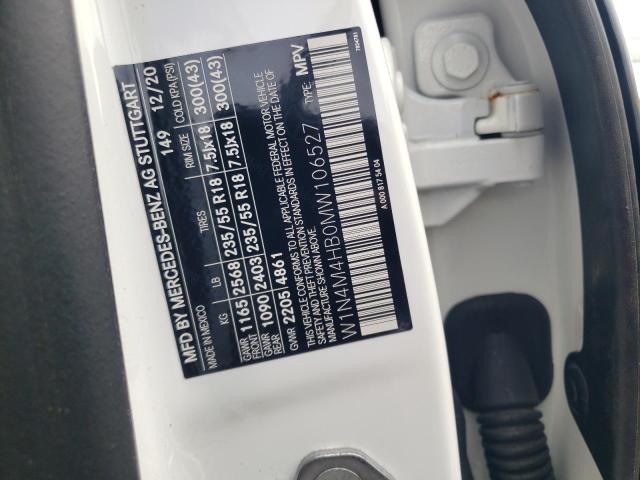 MFD BY MERCEDES-BENZ AG STUTTGART
MADE IN MEXICO 149 12/20
KG LB TIRES RIM SIZE COLD KPA(PSI)
GAWR FRONT 1165 2568 235/55 R18 7.5Jx18 300(43)
GAWR REAR 1090 2403 235/55 R18 7.5Jx18 300(43)
GVWR 2205 4861
THIS VEHICLE CONFORMS TO ALL APPLICABLE FEDERAL MOTOR VEHICLE
SAFETY AND THEFT PREVENTION STANDARDS IN EFFECT ON THE DATE OF
MANUFACTURE SHOWN ABOVE.
W1N4M4HB0MW106527 TYPE: MPV
A 000 817 54 04